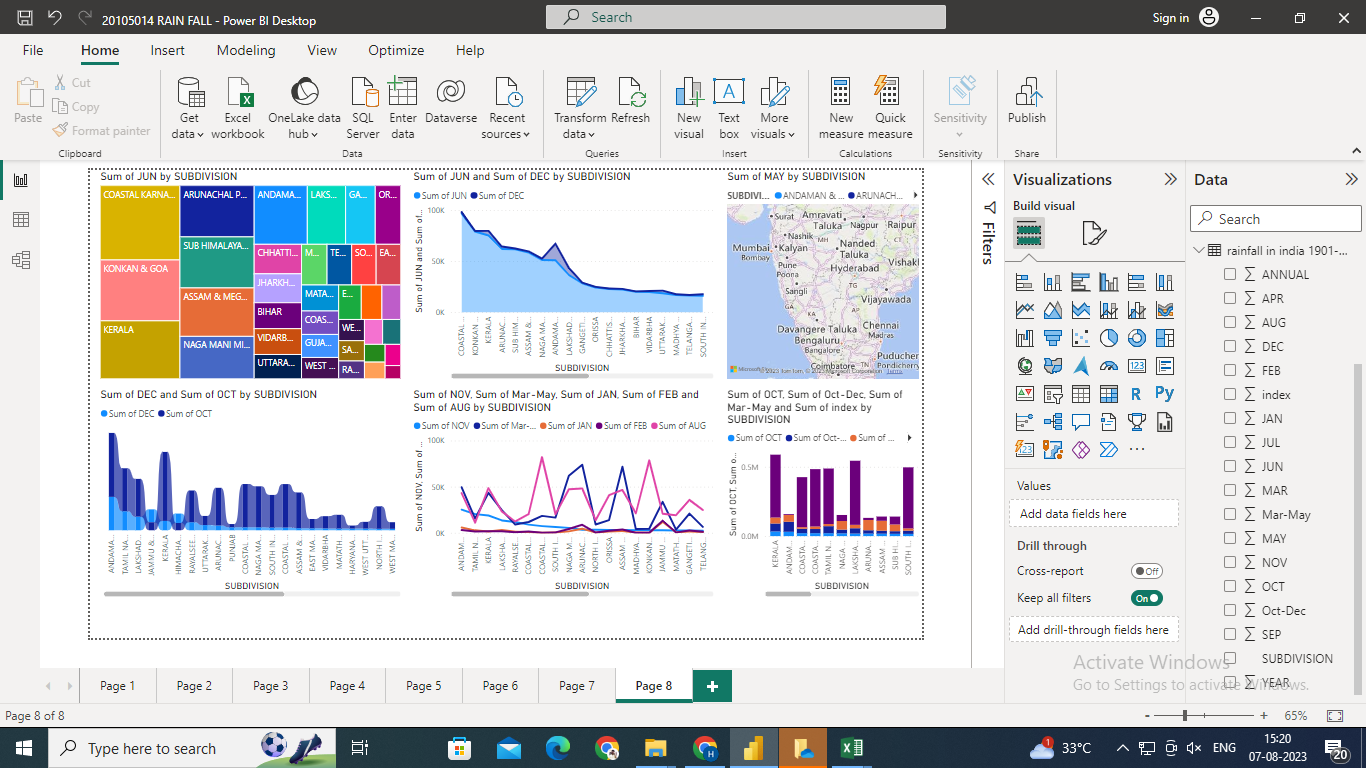 20105014 RAIN FALL - Power BI Desktop
Search
Sign in
File Home Insert Modeling View Optimize Help
Paste
Cut
Copy
Format painter
Get data
Excel workbook
OneLake data hub
SQL Server
Enter data
Dataverse
Recent sources
Transform data
Refresh
New visual
Text box
More visuals
New measure
Quick measure
Sensitivity
Publish
Clipboard
Data
Queries
Insert
Calculations
Sensitivity
Share
Sum of JUN by SUBDIVISION
COASTAL KARNA...
KONKAN & GOA
KERALA
ARUNACHAL P...
SUB HIMALAYA...
ASSAM & MEG...
NAGA MANI MI...
ANDAMA...
LAKS...
GA...
OR...
CHHATTI...
JHARKH...
BIHAR
VIDARB...
UTTARA...
M...
TE...
SO...
EA...
MATA...
COAS...
GUJA...
WEST ...
E...
WE...
SA...
RA...
Sum of JUN and Sum of DEC by SUBDIVISION
Sum of JUN Sum of DEC
Sum of JUN and Sum of...
100K
50K
0K
COASTAL...
KONKAN ...
KERALA
ARUNAC...
SUB HIM...
ASSAM &...
NAGA MA...
ANDAMA...
LAKSHAD...
GANGETI...
ORISSA
CHHATTIS...
JHARKHA...
BIHAR
VIDARBHA
UTTARAK...
MADHYA ...
TELANGA...
SOUTH IN...
SUBDIVISION
Sum of MAY by SUBDIVISION
SUBDIVI... ANDAMAN & ... ARUNACH...
Surat
Amravati
Taluka
Nagpur
Raipur
Nashik
MH
CT
Mumbai
Bombay
Kalyan
Nanded
Taluka
Pune
Poona
Hyderabad
Vishakh
Sangli
TG
GA
AP
Vijayawada
KA
Davangere Taluka
Chennai
Madras
Bengaluru
Bangalore
Puducher
Pondicherry
Coimbatore
TN
© 2023 TomTom, © 2023 Microsoft Corporation Terms
Sum of DEC and Sum of OCT by SUBDIVISION
Sum of DEC Sum of OCT
ANDAMA...
TAMIL NA...
LAKSHAD...
JAMMU &...
KERALA
HIMACHA...
RAYALSEE...
UTTARAK...
ARUNAC...
PUNJAB
COASTAL...
NAGA MA...
SOUTH IN...
COASTAL...
ASSAM &...
EAST MA...
VIDARBHA
MATATH...
HARYANA...
WEST UTT...
NORTH I...
WEST MA...
SUBDIVISION
Sum of NOV, Sum of Mar-May, Sum of JAN, Sum of FEB and
Sum of AUG by SUBDIVISION
Sum of NOV Sum of Mar-... Sum of JAN Sum of FEB Sum of AUG
Sum of NOV, Sum of...
100K
50K
0K
ANDAM...
TAMIL N...
KERALA
LAKSHA...
RAYALSE...
COASTAL...
COASTAL...
SOUTH I...
NAGA M...
ARUNAC...
NORTH I...
ORISSA
ASSAM ...
MADHYA...
KONKAN...
JAMMU ...
MATATH...
GANGETI...
TELANG...
SUBDIVISION
Sum of OCT, Sum of Oct-Dec, Sum of
Mar-May and Sum of index by
SUBDIVISION
Sum of OCT Sum of Oct-... Sum of ...
Sum of OCT, Sum o...
0.5M
0.0M
KERALA
ANDAM...
COASTA...
COASTA...
TAMIL N...
NAGA ...
LAKSHA...
ARUNA...
ASSAM...
SUB HI...
SOUTH I...
SUBDIVISION
Filters
Visualizations
Build visual
123
R
Py
123
Values
Add data fields here
Drill through
Cross-report
Off
Keep all filters
On
Add drill-through fields here
Data
Search
rainfall in india 1901-...
ANNUAL
APR
AUG
DEC
FEB
index
JAN
JUL
JUN
MAR
Mar-May
MAY
NOV
OCT
Oct-Dec
SEP
SUBDIVISION
YEAR
Activate Windows
Go to Settings to activate Windows.
Page 1 Page 2 Page 3 Page 4 Page 5 Page 6 Page 7 Page 8
Page 8 of 8
65%
Type here to search
33°C
ENG
15:20
07-08-2023
20